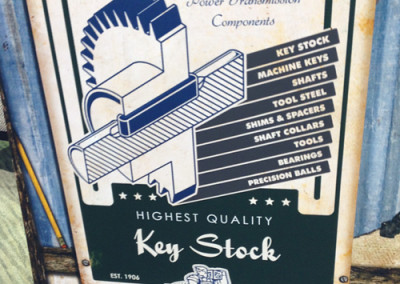 Power Transmission
Components
KEY STOCK
MACHINE KEYS
SHAFTS
TOOL STEEL
SHIMS & SPACERS
SHAFT COLLARS
TOOLS
BEARINGS
PRECISION BALLS
HIGHEST QUALITY
Key Stock
EST. 1906